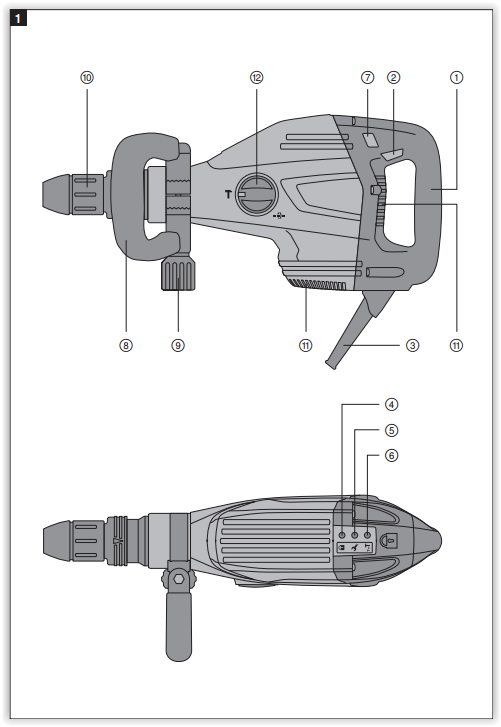 1
⑩ ⑫ ⑦ ② ①
⑧ ⑨ ⑪ ③ ⑪
④
⑤
⑥